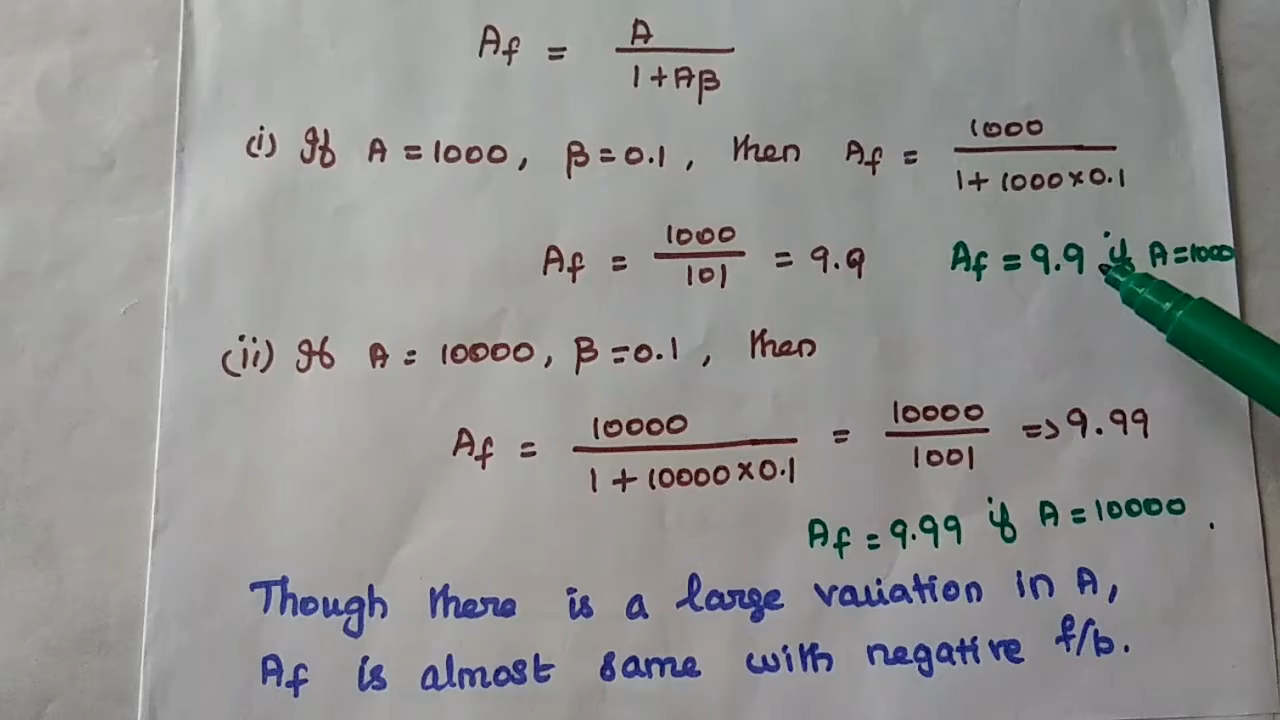 Af = A / 1+Aβ
(i) If A = 1000, β = 0.1, then Af = 1000 / 1+1000×0.1
Af = 1000 / 101 = 9.9 Af = 9.9 if A=1000
(ii) If A = 10000, β = 0.1, then
Af = 10000 / 1+10000×0.1 = 10000 / 1001 => 9.99
Af = 9.99 if A = 10000.
Though there is a large variation in A,
Af is almost same with negative f/b.